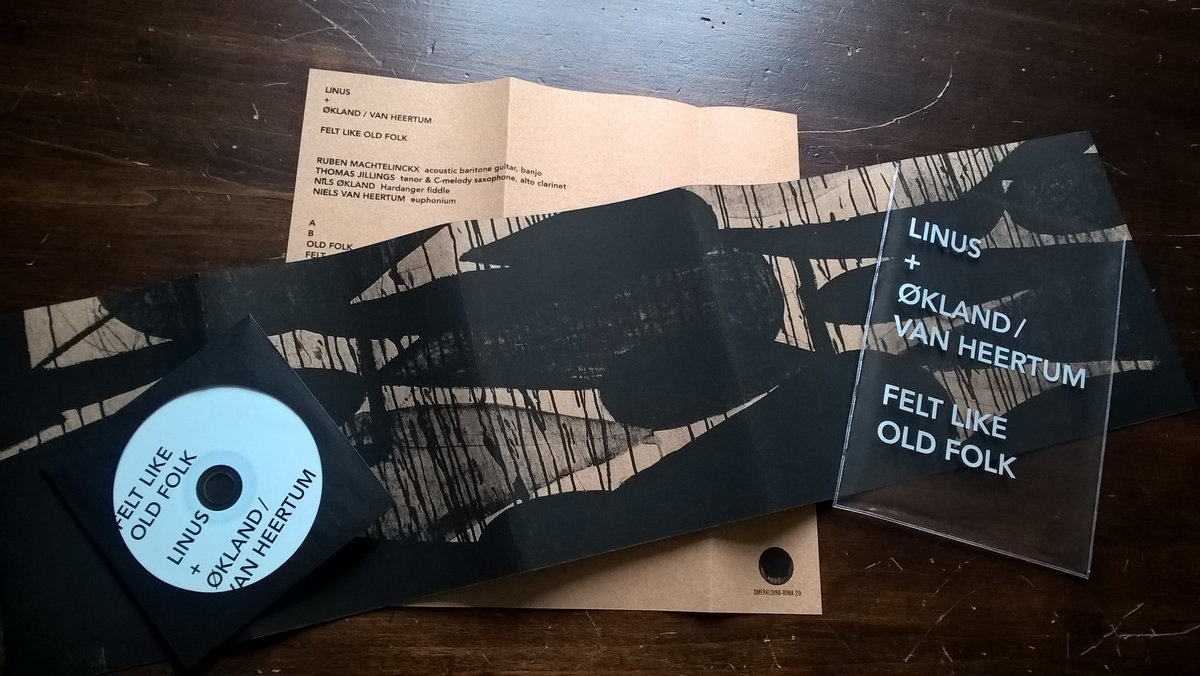 LINUS
+
ØKLAND / VAN HEERTUM
FELT LIKE OLD FOLK
RUBEN MACHTELINCKX acoustic baritone guitar, banjo
THOMAS JILLINGS tenor & C-melody saxophone, alto clarinet
NILS ØKLAND Hardanger fiddle
NIELS VAN HEERTUM euphonium
A
B
OLD FOLK
FELT
LINUS
+
ØKLAND /
VAN HEERTUM
FELT LIKE
OLD FOLK
FELT LIKE
OLD FOLK
LINUS
+
ØKLAND /
VAN HEERTUM
SMERALDINA-RIMA 29